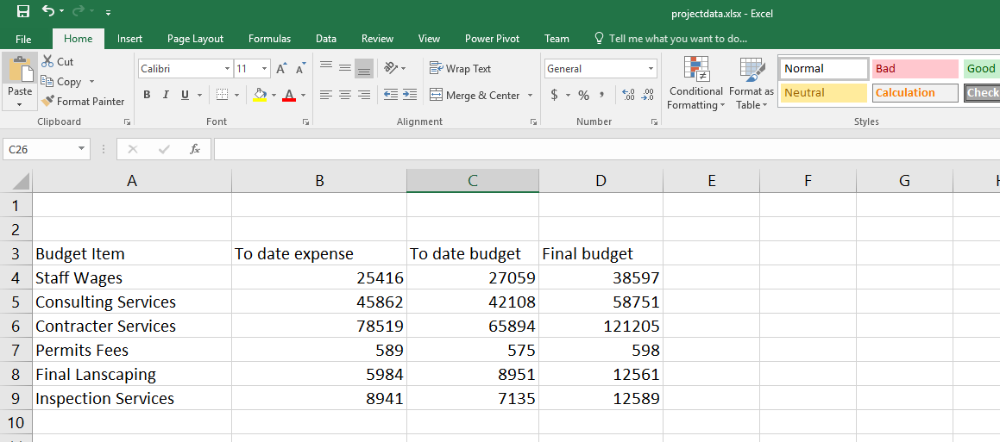 projectdata.xlsx - Excel
File Home Insert Page Layout Formulas Data Review View Power Pivot Team Tell me what you want to do...
Cut
Copy
Format Painter
Paste
Clipboard
Calibri 11 A A
B I U A
Font
Wrap Text
Merge & Center
Alignment
General
$ % ,
Number
Conditional Formatting
Format as Table
Normal Bad Good
Neutral Calculation Check
Styles
C26 fx
A B C D E F G
1
2
3 Budget Item To date expense To date budget Final budget
4 Staff Wages 25416 27059 38597
5 Consulting Services 45862 42108 58751
6 Contracter Services 78519 65894 121205
7 Permits Fees 589 575 598
8 Final Lanscaping 5984 8951 12561
9 Inspection Services 8941 7135 12589
10